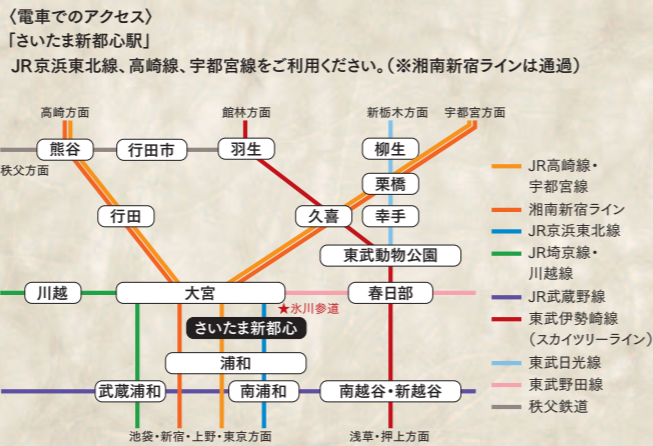 〈電車でのアクセス〉
「さいたま新都心駅」
JR京浜東北線、高崎線、宇都宮線をご利用ください。（※湘南新宿ラインは通過）
高崎方面
館林方面
新栃木方面
宇都宮方面
熊谷
行田市
羽生
柳生
秩父方面
栗橋
行田
久喜
幸手
東武動物公園
川越
大宮
春日部
★氷川参道
さいたま新都心
浦和
武蔵浦和
南浦和
南越谷・新越谷
池袋・新宿・上野・東京方面
浅草・押上方面
JR高崎線・
宇都宮線
湘南新宿ライン
JR京浜東北線
JR埼京線・
川越線
JR武蔵野線
東武伊勢崎線
（スカイツリーライン）
東武日光線
東武野田線
秩父鉄道